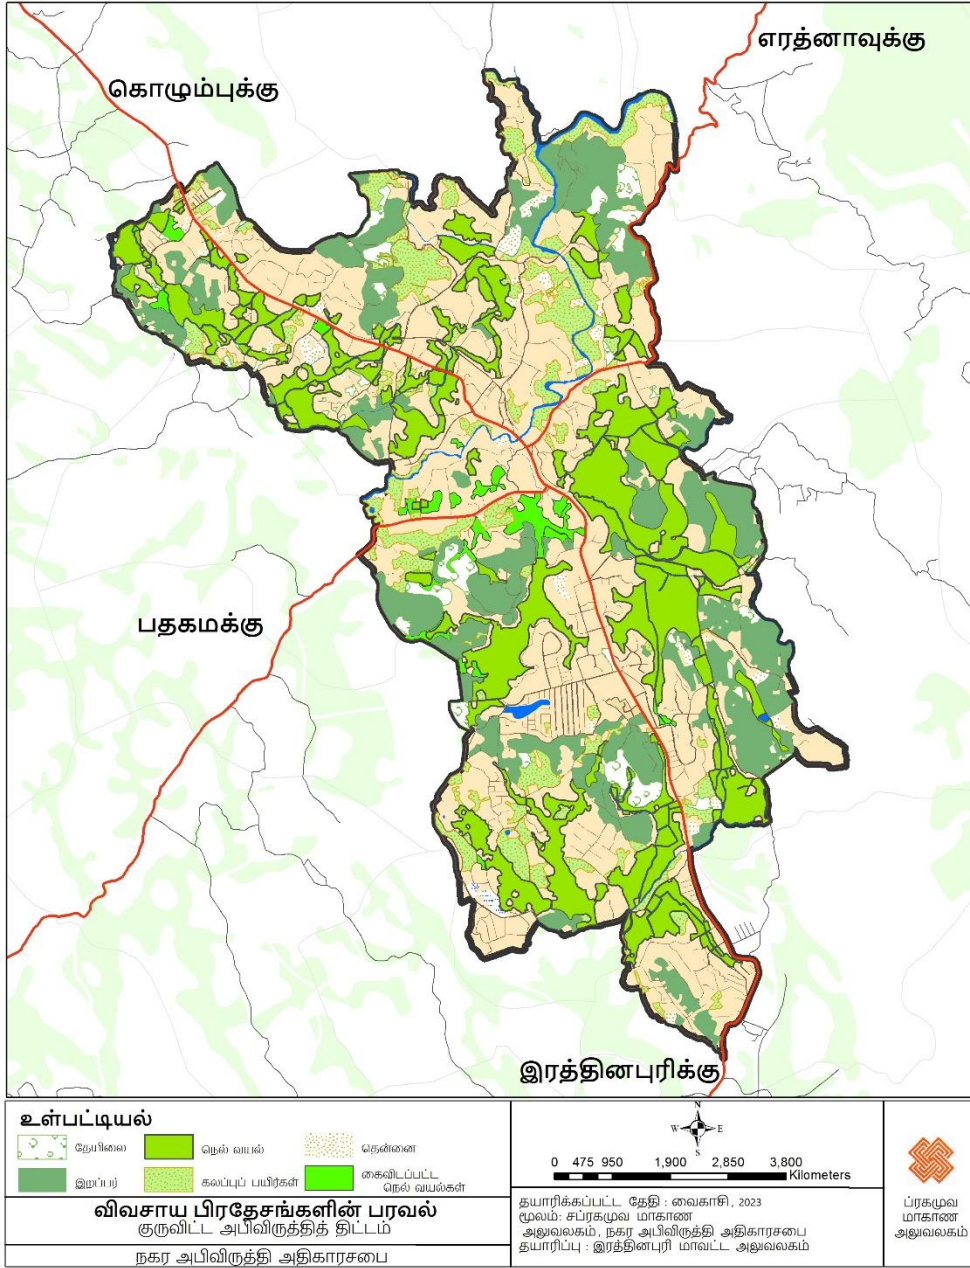 எரத்னாவுக்கு
கொழும்புக்கு
பதகமக்கு
இரத்தினபுரிக்கு
உள்பட்டியல்
தேயிலை
நெல் வயல்
தென்னை
இறப்பர்
கலப்புப் பயிர்கள்
கைவிடப்பட்ட
நெல் வயல்கள்
விவசாய பிரதேசங்களின் பரவல்
குருவிட்ட அபிவிருத்தித் திட்டம்
நகர அபிவிருத்தி அதிகாரசபை
N
W E
S
0 475 950 1,900 2,850 3,800
Kilometers
தயாரிக்கப்பட்ட தேதி : வைகாசி, 2023
மூலம்: சப்ரகமுவ மாகாண
அலுவலகம், நகர அபிவிருத்தி அதிகாரசபை
தயாரிப்பு : இரத்தினபுரி மாவட்ட அலுவலகம்
ப்ரகமுவ
மாகாண
அலுவலகம்